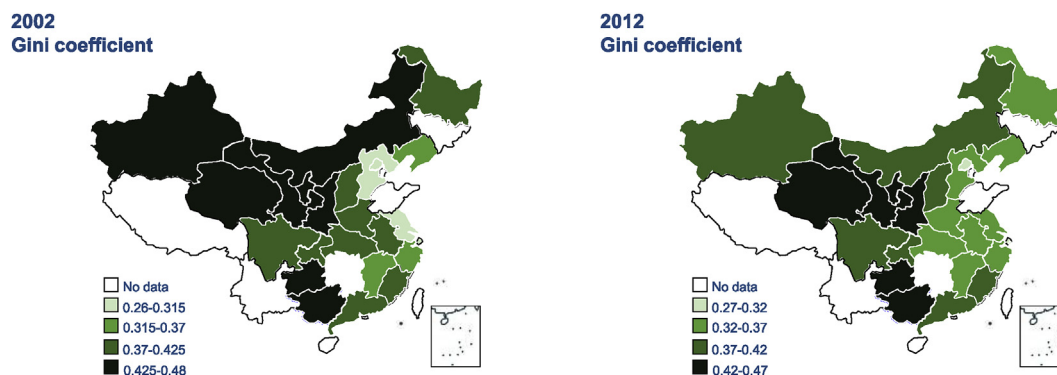 2002
Gini coefficient
No data
0.26-0.315
0.315-0.37
0.37-0.425
0.425-0.48
2012
Gini coefficient
No data
0.27-0.32
0.32-0.37
0.37-0.42
0.42-0.47